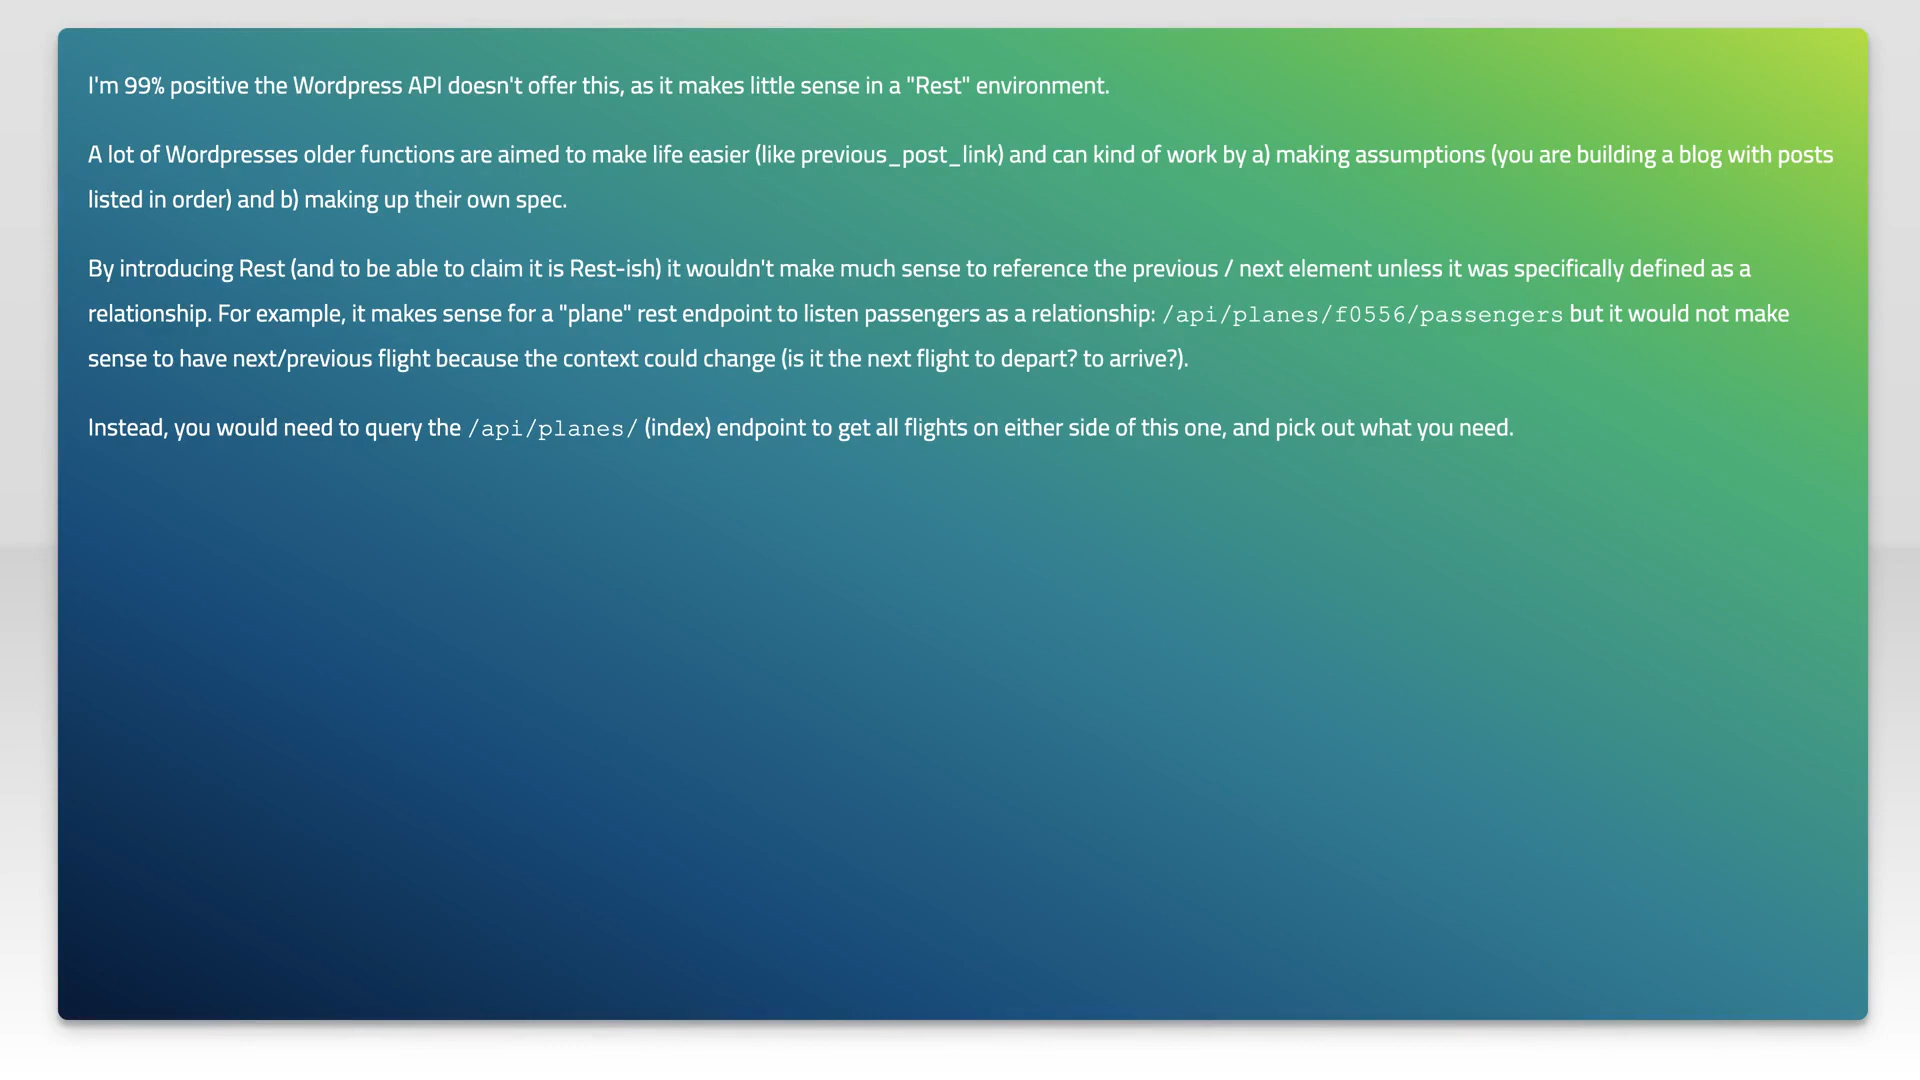 I'm 99% positive the Wordpress API doesn't offer this, as it makes little sense in a "Rest" environment.
A lot of Wordpresses older functions are aimed to make life easier (like previous_post_link) and can kind of work by a) making assumptions (you are building a blog with posts
listed in order) and b) making up their own spec.
By introducing Rest (and to be able to claim it is Rest-ish) it wouldn't make much sense to reference the previous / next element unless it was specifically defined as a
relationship. For example, it makes sense for a "plane" rest endpoint to listen passengers as a relationship: /api/planes/f0556/passengers but it would not make
sense to have next/previous flight because the context could change (is it the next flight to depart? to arrive?).
Instead, you would need to query the /api/planes/ (index) endpoint to get all flights on either side of this one, and pick out what you need.